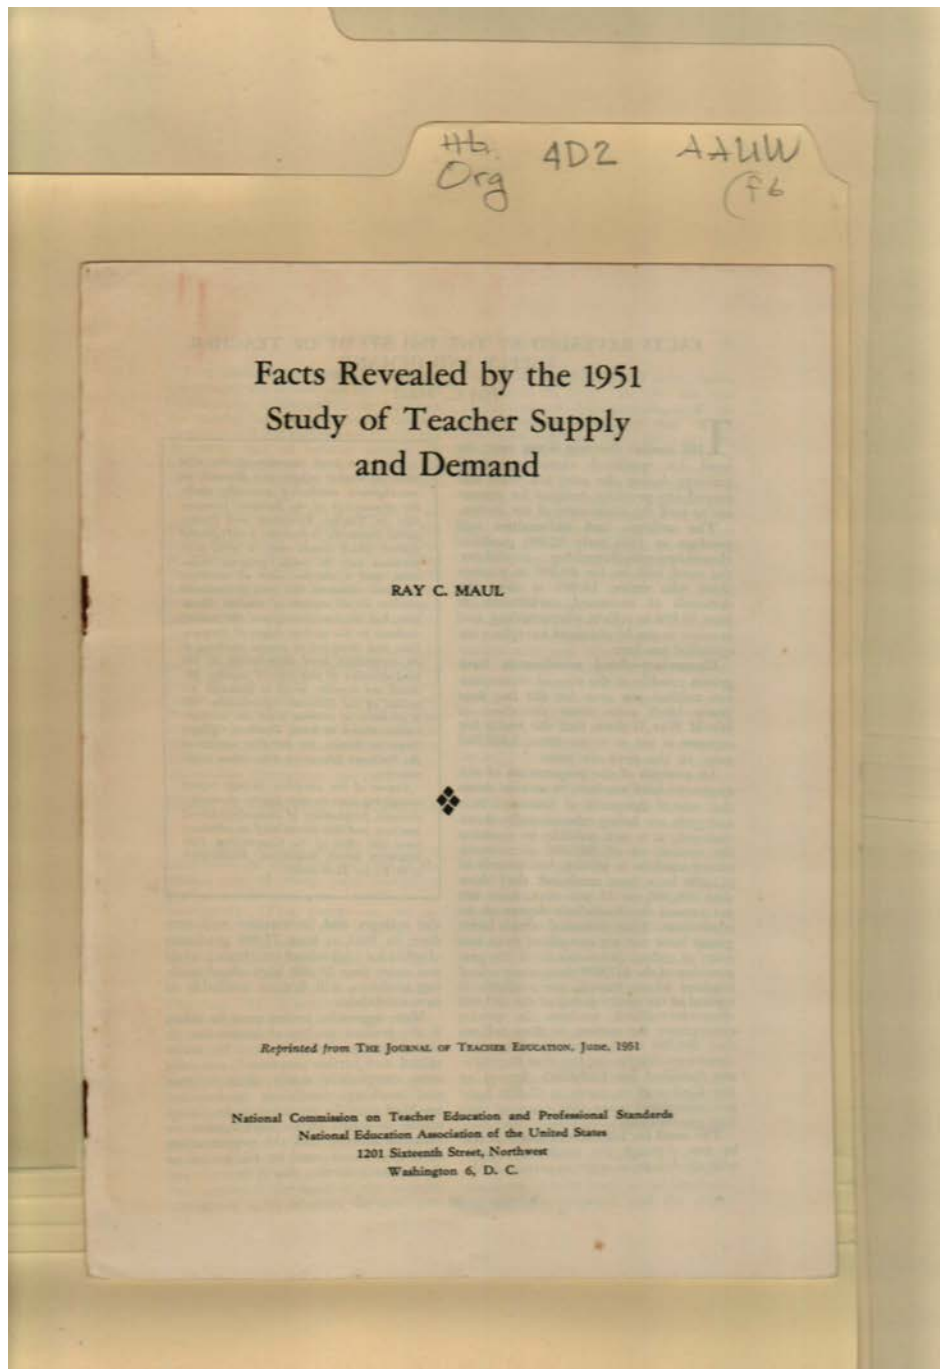 Hb. 4D2 AAUW
Org (f6
Facts Revealed by the 1951
Study of Teacher Supply
and Demand
RAY C. MAUL
Reprinted from THE JOURNAL OF TEACHER EDUCATION, June, 1951
National Commission on Teacher Education and Professional Standards
National Education Association of the United States
1201 Sixteenth Street, Northwest
Washington 6, D. C.